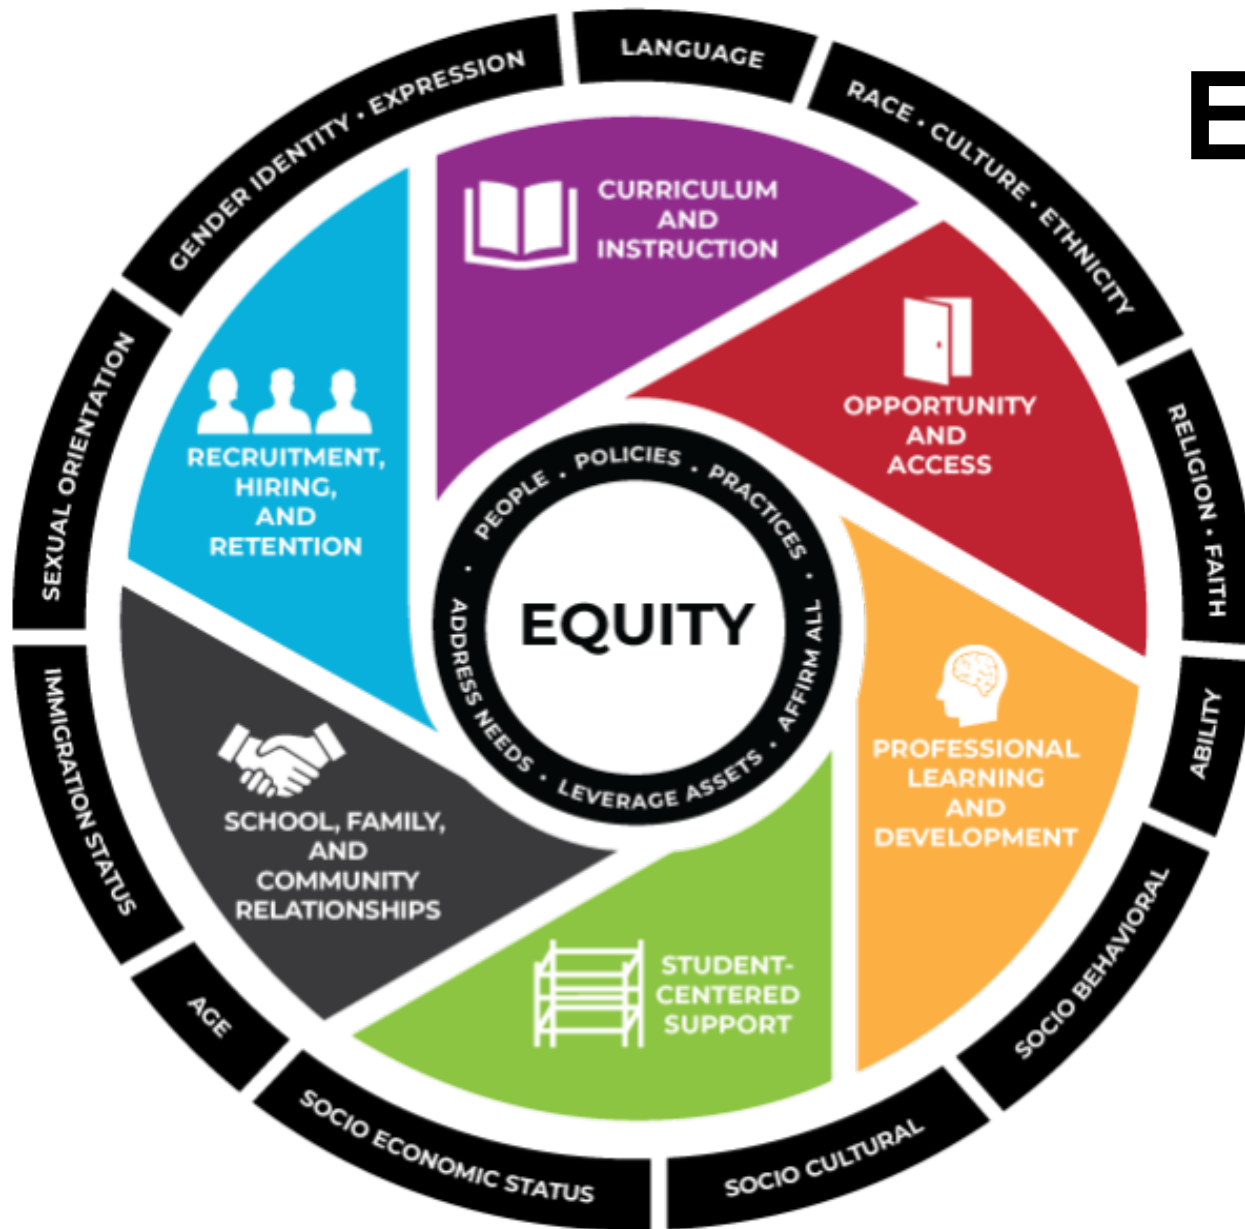 GENDER IDENTITY • EXPRESSION
LANGUAGE
RACE • CULTURE • ETHNICITY
RELIGION • FAITH
ABILITY
SOCIO BEHAVIORAL
SOCIO CULTURAL
SOCIO ECONOMIC STATUS
AGE
IMMIGRATION STATUS
SEXUAL ORIENTATION
E
CURRICULUM
AND
INSTRUCTION
OPPORTUNITY
AND
ACCESS
PROFESSIONAL
LEARNING
AND
DEVELOPMENT
STUDENT-
CENTERED
SUPPORT
SCHOOL, FAMILY,
AND
COMMUNITY
RELATIONSHIPS
RECRUITMENT,
HIRING,
AND
RETENTION
• PEOPLE • POLICIES • PRACTICES •
AFFIRM ALL • LEVERAGE ASSETS • ADDRESS NEEDS
EQUITY